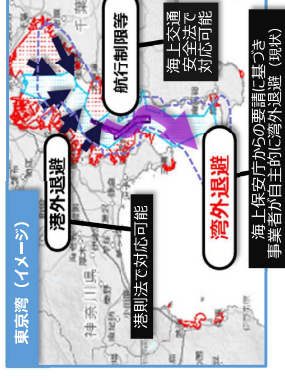 東京湾（イメージ）
千葉
航行制限等
海上交通
安全法で
対応可能
港外退避
港則法で対応可能
神奈川県
湾外退避
海上保安庁からの要請に基づき
事業者が自主的に湾外退避（現状）